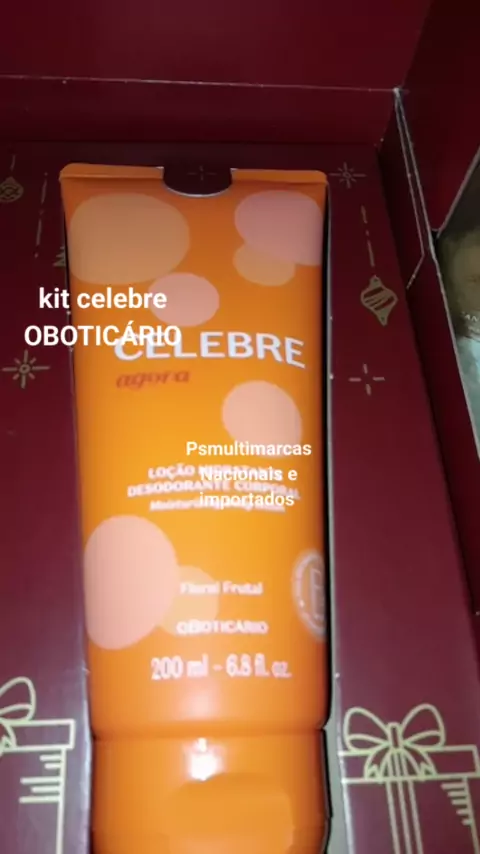 kit celebre
OBOTICÁRIO
CELEBRE
agora
Psmultimarcas
Nacionais e
importados
LOÇÃO HIDRATANTE
DESODORANTE CORPORAL
Floral Frutal
OBOTICÁRIO
200 ml - 6.8 fl. oz.